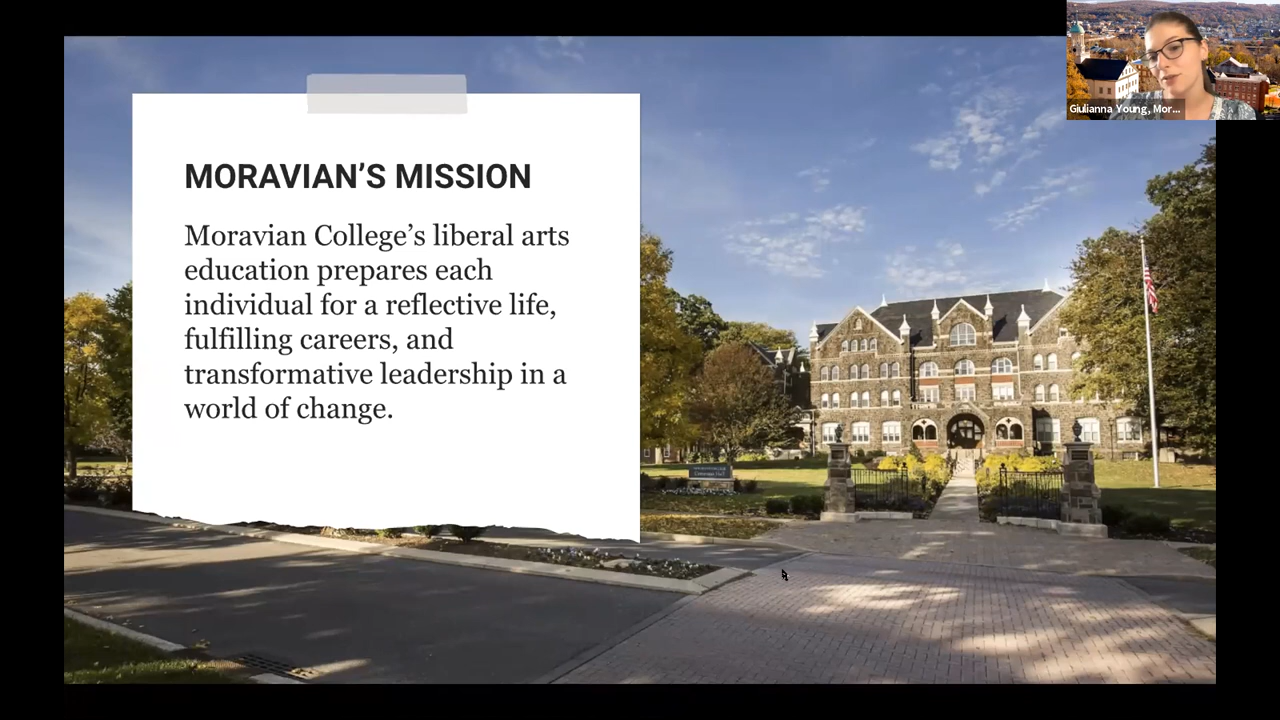 MORAVIAN’S MISSION
Moravian College’s liberal arts
education prepares each
individual for a reflective life,
fulfilling careers, and
transformative leadership in a
world of change.
Giulianna Young, Mor...